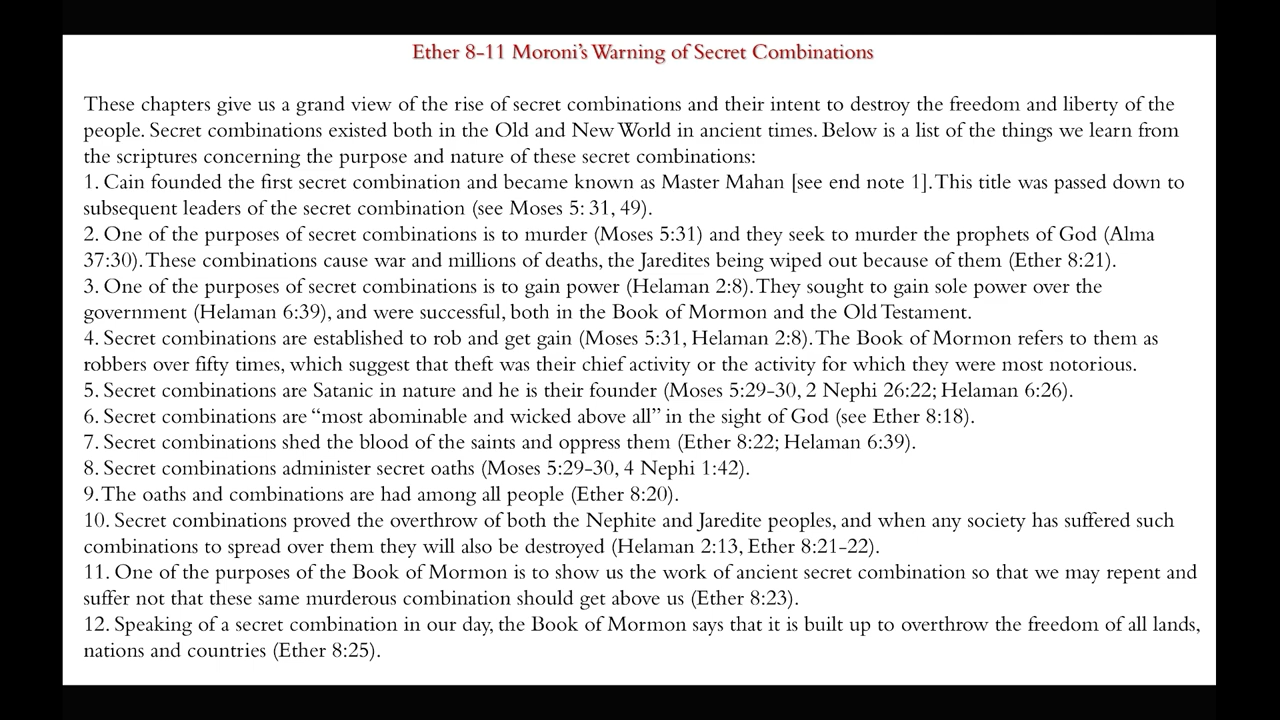 Ether 8-11 Moroni's Warning of Secret Combinations
These chapters give us a grand view of the rise of secret combinations and their intent to destroy the freedom and liberty of the
people. Secret combinations existed both in the Old and New World in ancient times. Below is a list of the things we learn from
the scriptures concerning the purpose and nature of these secret combinations:
1. Cain founded the first secret combination and became known as Master Mahan [see end note 1]. This title was passed down to
subsequent leaders of the secret combination (see Moses 5: 31, 49).
2. One of the purposes of secret combinations is to murder (Moses 5:31) and they seek to murder the prophets of God (Alma
37:30). These combinations cause war and millions of deaths, the Jaredites being wiped out because of them (Ether 8:21).
3. One of the purposes of secret combinations is to gain power (Helaman 2:8). They sought to gain sole power over the
government (Helaman 6:39), and were successful, both in the Book of Mormon and the Old Testament.
4. Secret combinations are established to rob and get gain (Moses 5:31, Helaman 2:8). The Book of Mormon refers to them as
robbers over fifty times, which suggest that theft was their chief activity or the activity for which they were most notorious.
5. Secret combinations are Satanic in nature and he is their founder (Moses 5:29-30, 2 Nephi 26:22; Helaman 6:26).
6. Secret combinations are “most abominable and wicked above all” in the sight of God (see Ether 8:18).
7. Secret combinations shed the blood of the saints and oppress them (Ether 8:22; Helaman 6:39).
8. Secret combinations administer secret oaths (Moses 5:29-30, 4 Nephi 1:42).
9. The oaths and combinations are had among all people (Ether 8:20).
10. Secret combinations proved the overthrow of both the Nephite and Jaredite peoples, and when any society has suffered such
combinations to spread over them they will also be destroyed (Helaman 2:13, Ether 8:21-22).
11. One of the purposes of the Book of Mormon is to show us the work of ancient secret combination so that we may repent and
suffer not that these same murderous combination should get above us (Ether 8:23).
12. Speaking of a secret combination in our day, the Book of Mormon says that it is built up to overthrow the freedom of all lands,
nations and countries (Ether 8:25).